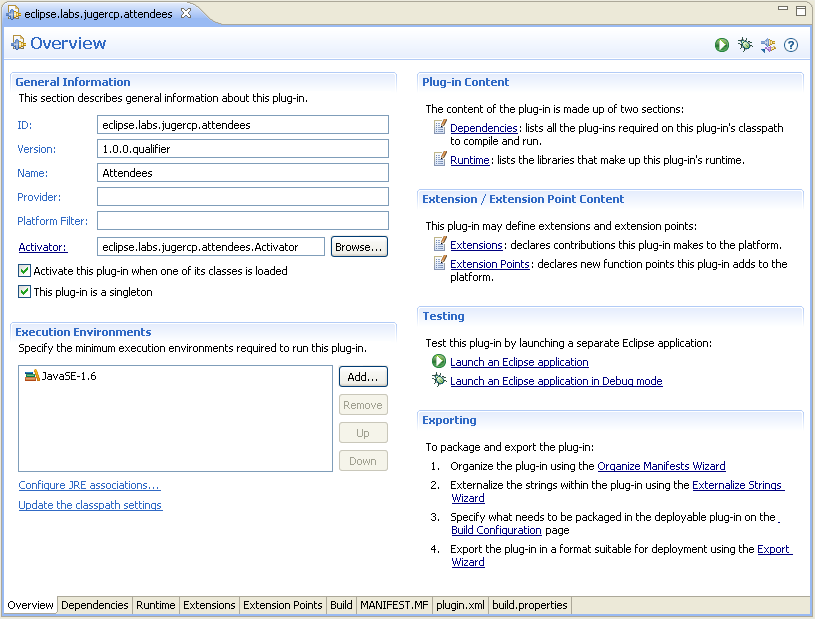 eclipse.labs.jugercp.attendees
Overview
General Information
This section describes general information about this plug-in.
ID: eclipse.labs.jugercp.attendees
Version: 1.0.0.qualifier
Name: Attendees
Provider:
Platform Filter:
Activator: eclipse.labs.jugercp.attendees.Activator Browse...
Activate this plug-in when one of its classes is loaded
This plug-in is a singleton
Execution Environments
Specify the minimum execution environments required to run this plug-in.
JavaSE-1.6
Add...
Remove
Up
Down
Configure JRE associations...
Update the classpath settings
Plug-in Content
The content of the plug-in is made up of two sections:
Dependencies: lists all the plug-ins required on this plug-in's classpath
to compile and run.
Runtime: lists the libraries that make up this plug-in's runtime.
Extension / Extension Point Content
This plug-in may define extensions and extension points:
Extensions: declares contributions this plug-in makes to the platform.
Extension Points: declares new function points this plug-in adds to the
platform.
Testing
Test this plug-in by launching a separate Eclipse application:
Launch an Eclipse application
Launch an Eclipse application in Debug mode
Exporting
To package and export the plug-in:
1. Organize the plug-in using the Organize Manifests Wizard
2. Externalize the strings within the plug-in using the Externalize Strings
Wizard
3. Specify what needs to be packaged in the deployable plug-in on the
Build Configuration page
4. Export the plug-in in a format suitable for deployment using the Export
Wizard
Overview Dependencies Runtime Extensions Extension Points Build MANIFEST.MF plugin.xml build.properties